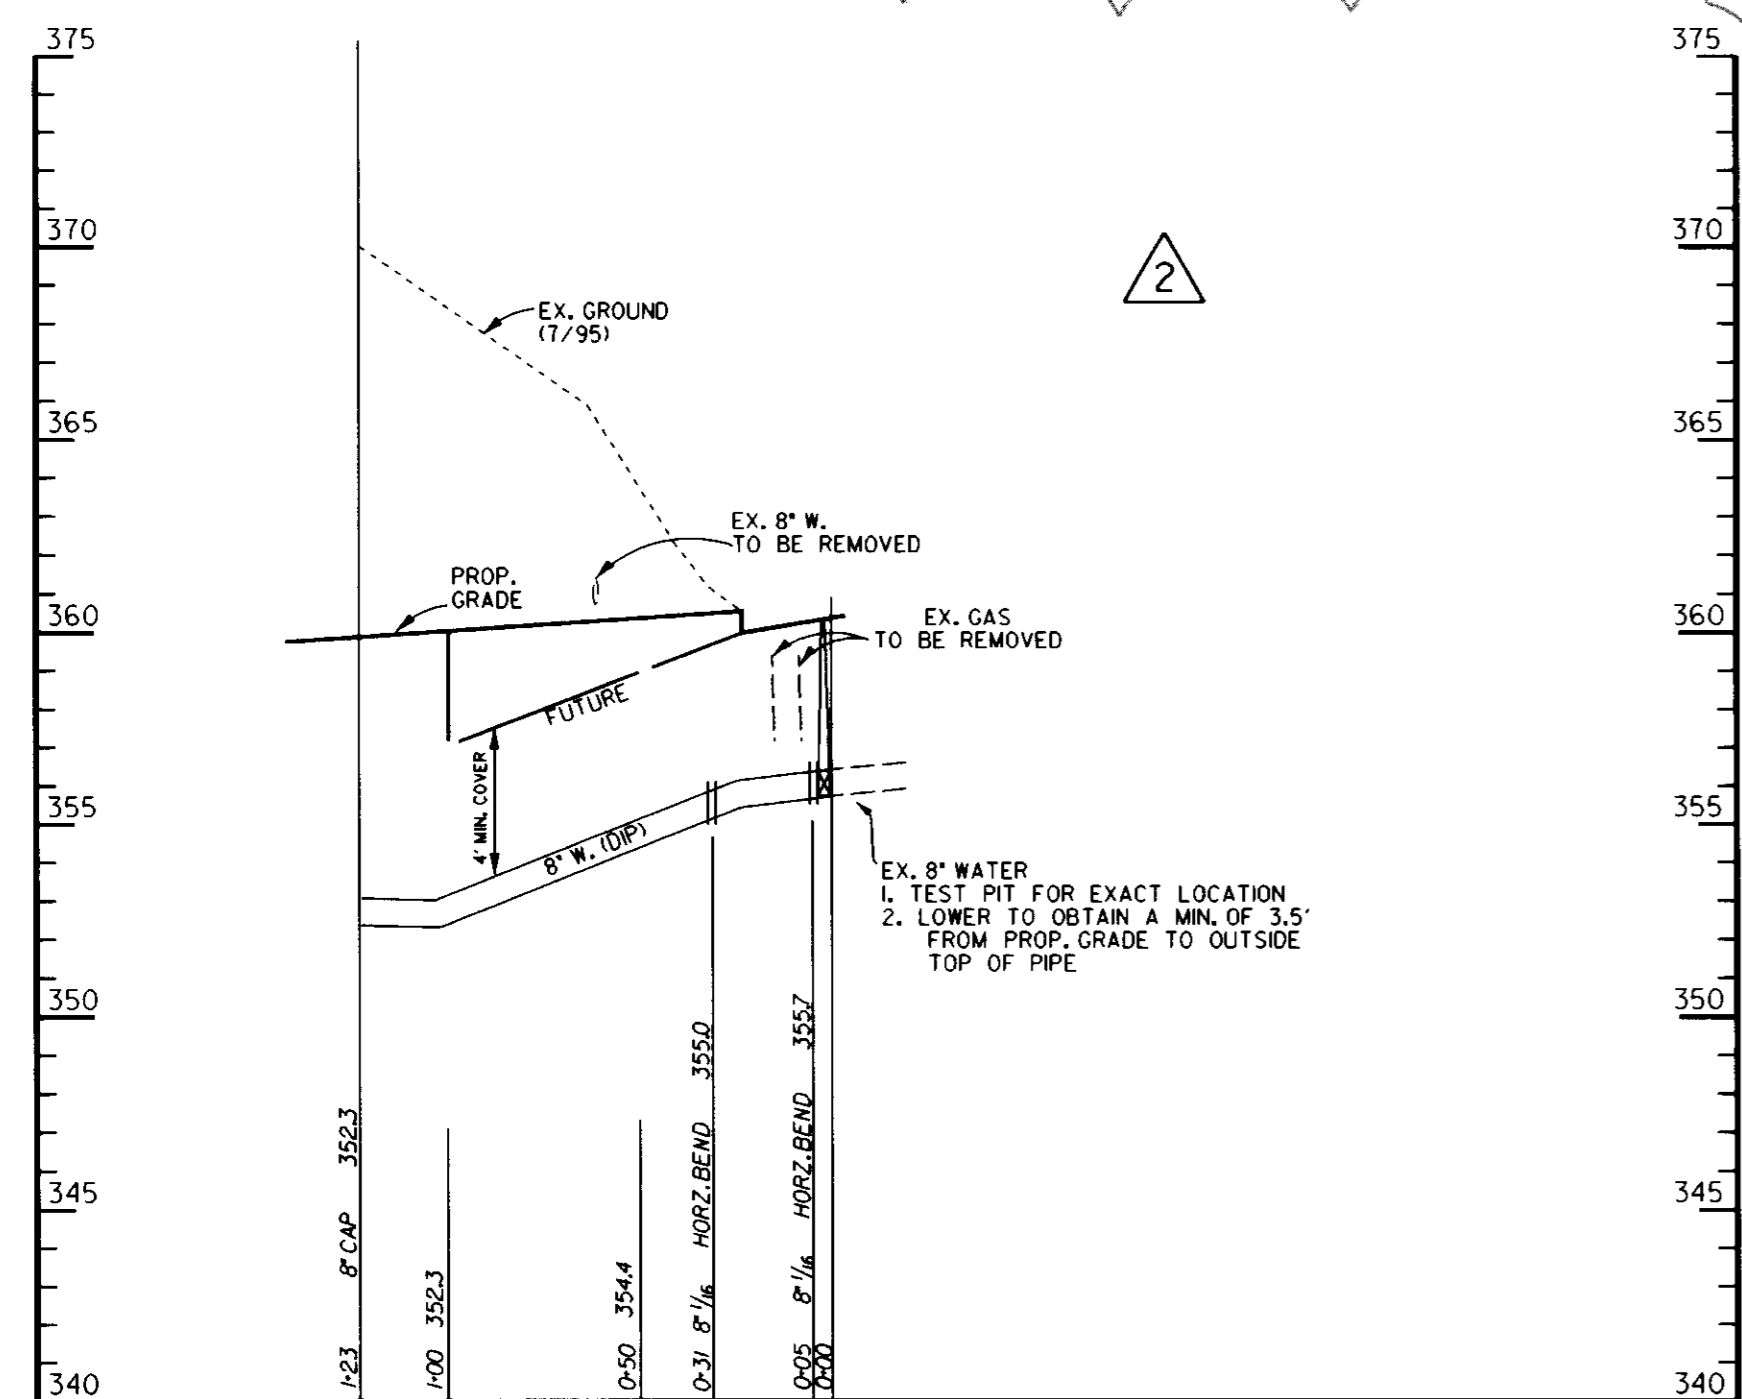 375
375
370
370
2
EX. GROUND
(7/95)
365
365
EX. 8" W.
TO BE REMOVED
PROP.
GRADE
360
360
EX. GAS
TO BE REMOVED
FUTURE
4' MIN. COVER
355
355
8" W. (DIP)
EX. 8" WATER
1. TEST PIT FOR EXACT LOCATION
2. LOWER TO OBTAIN A MIN. OF 3.5'
FROM PROP. GRADE TO OUTSIDE
TOP OF PIPE
350
350
345
345
1+23 8" CAP 352.3
1+00 352.3
0+50 354.4
0+31 8" 1/16 HORZ. BEND 355.0
0+05 8" 1/16 HORZ. BEND 355.7
0+00
340
340